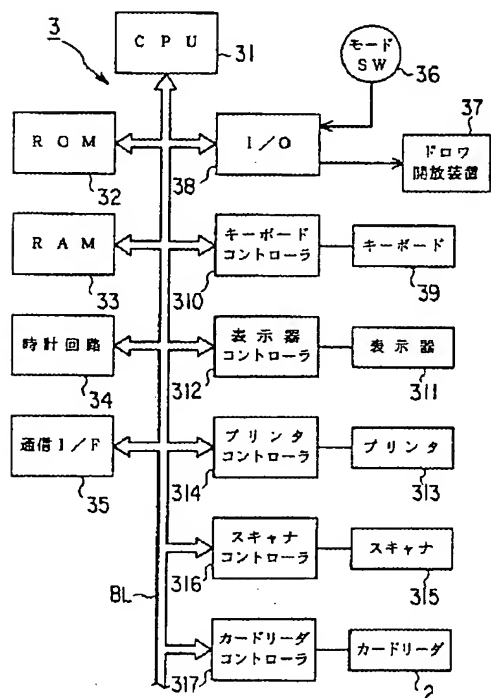 3
CPU
31
モード
SW
36
ROM
32
I/O
38
37
ドロワ
開放装置
RAM
33
キーボード
コントローラ
310
キーボード
39
時計回路
34
表示器
コントローラ
312
表示器
311
通信I/F
35
プリンタ
コントローラ
314
プリンタ
313
スキャナ
コントローラ
316
スキャナ
315
BL
カードリーダ
コントローラ
317
カードリーダ
2